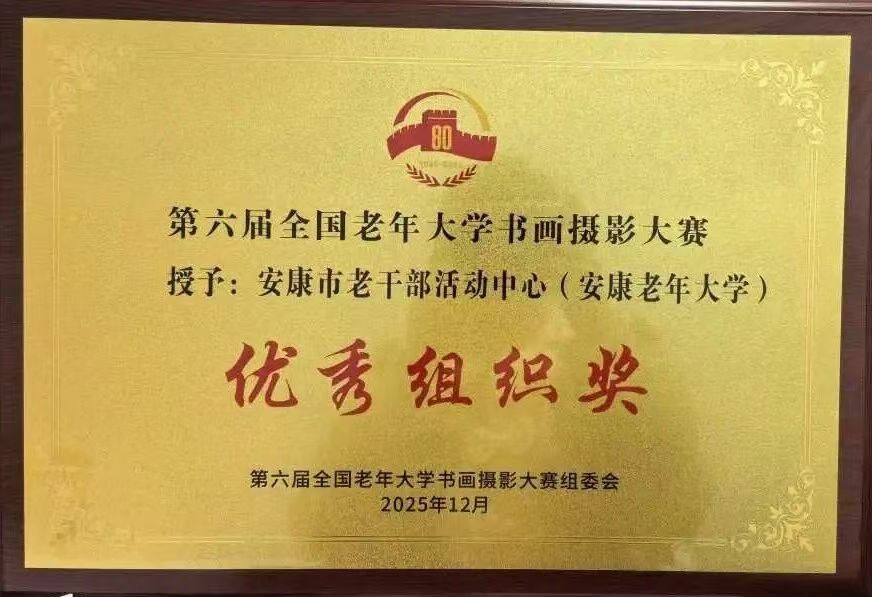 80
第六届全国老年大学书画摄影大赛
授予：安康市老干部活动中心（安康老年大学）
优秀组织奖
第六届全国老年大学书画摄影大赛组委会
2025年12月